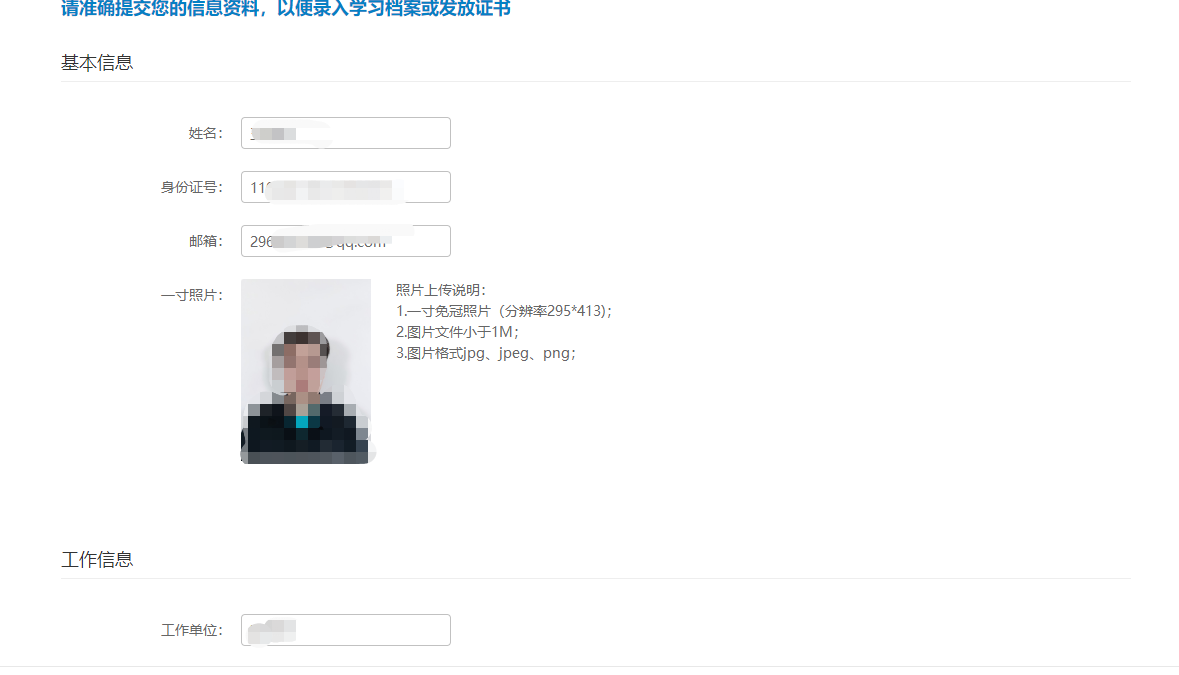 请准确提交您的信息资料，以便录入学习档案或发放证书
基本信息
姓名：
身份证号：
11
邮箱：
296
@qq.com
一寸照片：
照片上传说明：
1.一寸免冠照片（分辨率295*413)；
2.图片文件小于1M；
3.图片格式jpg、jpeg、png；
工作信息
工作单位：